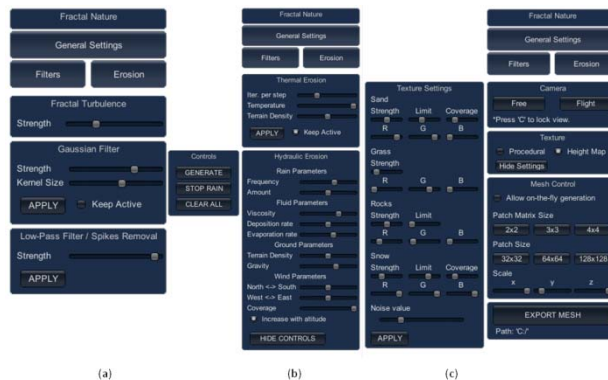 Fractal Nature
General Settings
Filters
Erosion
Fractal Turbulence
Strength
Gaussian Filter
Strength
Kernel Size
APPLY
Keep Active
Low-Pass Filter / Spikes Removal
Strength
APPLY
Controls
GENERATE
STOP RAIN
CLEAR ALL
(a)
Fractal Nature
General Settings
Filters
Erosion
Thermal Erosion
Iter. per step
Temperature
Terrain Density
APPLY
Keep Active
Hydraulic Erosion
Rain Parameters
Frequency
Amount
Fluid Parameters
Viscosity
Deposition rate
Evaporation rate
Ground Parameters
Terrain Density
Gravity
Wind Parameters
North <-> South
West <-> East
Coverage
Increase with altitude
HIDE CONTROLS
(b)
Texture Settings
Sand
Strength Limit Coverage
R G B
Grass
Strength
R G B
Rocks
Strength Limit
R G B
Snow
Strength Limit Coverage
R G B
Noise value
APPLY
(c)
Fractal Nature
General Settings
Filters
Erosion
Camera
Free
Flight
*Press 'C' to lock view.
Texture
Procedural
Height Map
Hide Settings
Mesh Control
Allow on-the-fly generation
Patch Matrix Size
2x2 3x3 4x4
Patch Size
32x32 64x64 128x128
Scale
x y z
EXPORT MESH
Path: 'C:/'